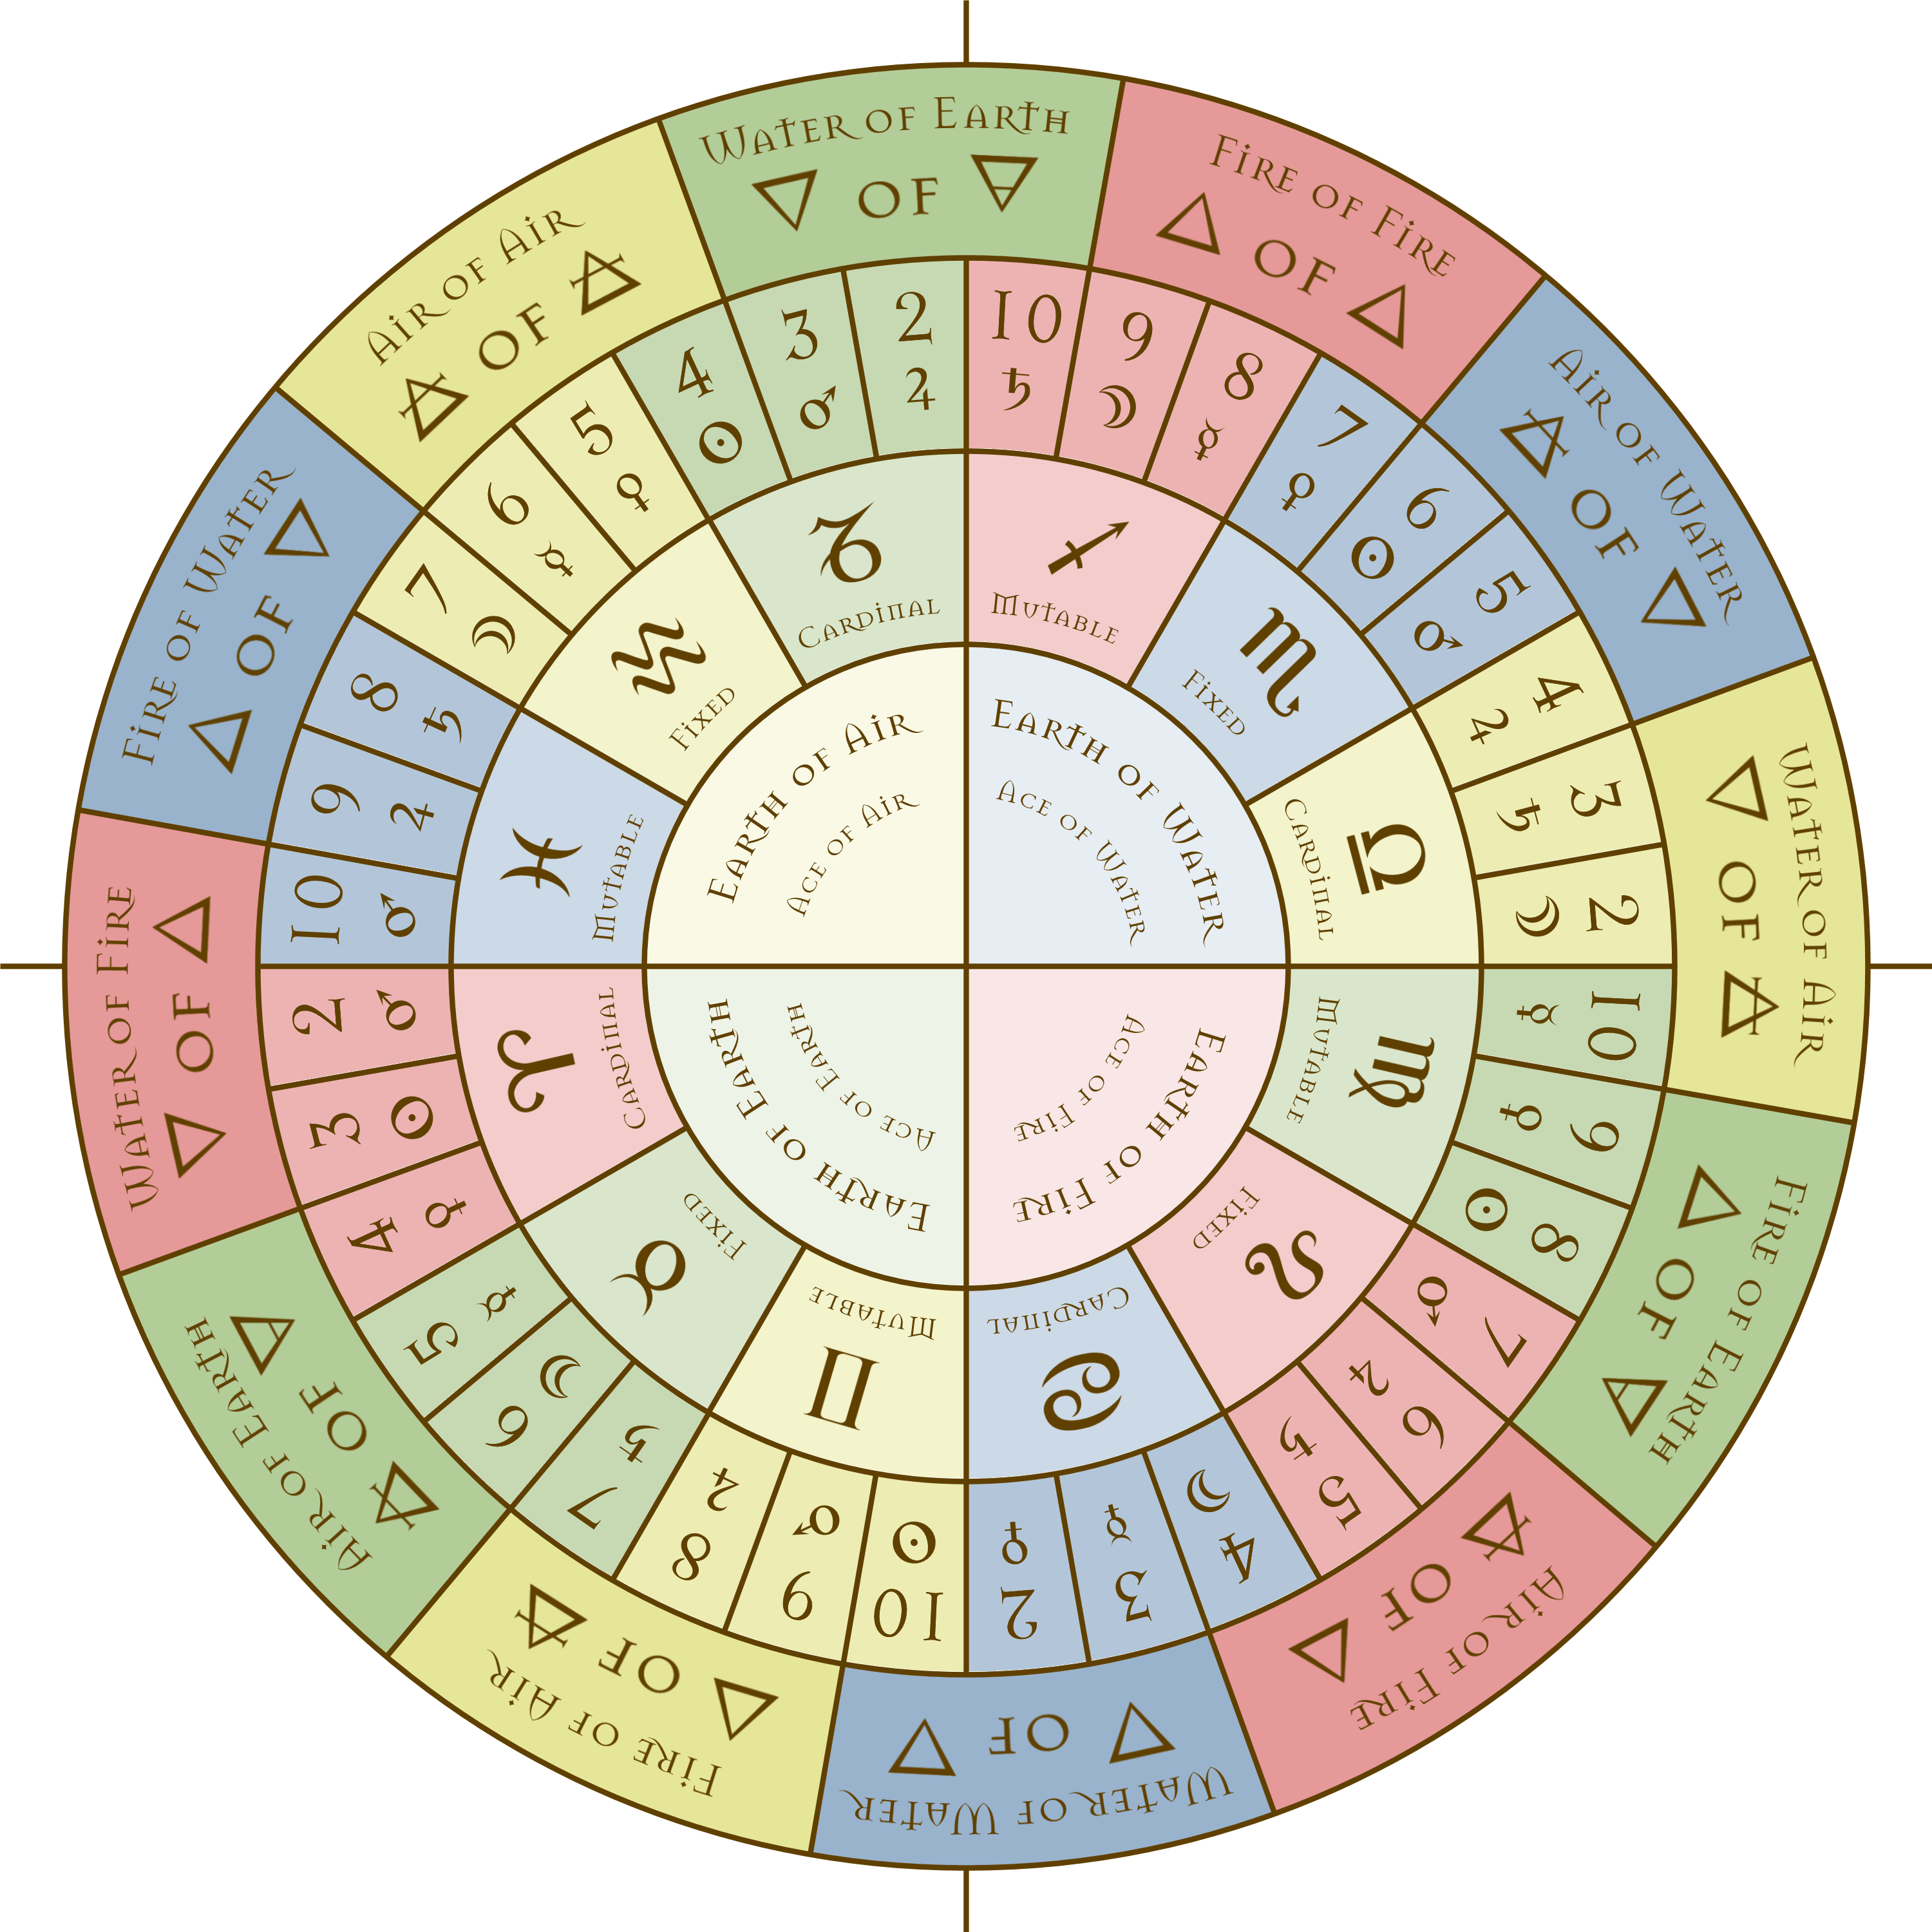 Water of Earth
▽ OF 🜃
Fire of Fire
△ OF △
Air of Water
🜁 OF ▽
Water of Air
▽ OF 🜁
Fire of Earth
△ OF 🜃
Air of Fire
🜁 OF △
Water of Water
▽ OF ▽
Fire of Air
△ OF 🜁
Air of Earth
🜁 OF 🜃
Water of Fire
▽ OF △
Fire of Water
△ OF ▽
Air of Air
🜁 OF 🜁
10 ♄
9 ☽
8 ☿
7 ♀
6 ☉
5 ♂
4 ♃
3 ♄
2 ☽
10 ☿
9 ♀
8 ☉
7 ♂
6 ♃
5 ♄
4 ☽
3 ☿
2 ♀
10 ☉
9 ♂
8 ♃
7 ♄
6 ☽
5 ☿
4 ♀
3 ☉
2 ♂
10 ♂
9 ♃
8 ♄
7 ☽
6 ☿
5 ♀
4 ☉
3 ♂
2 ♃
♐ Mutable
♏ Fixed
♎ Cardinal
♍ Mutable
♌ Fixed
♋ Cardinal
♊ Mutable
♉ Fixed
♈ Cardinal
♓ Mutable
♒ Fixed
♑ Cardinal
Earth of Water
Ace of Water
Earth of Fire
Ace of Fire
Earth of Earth
Ace of Earth
Earth of Air
Ace of Air